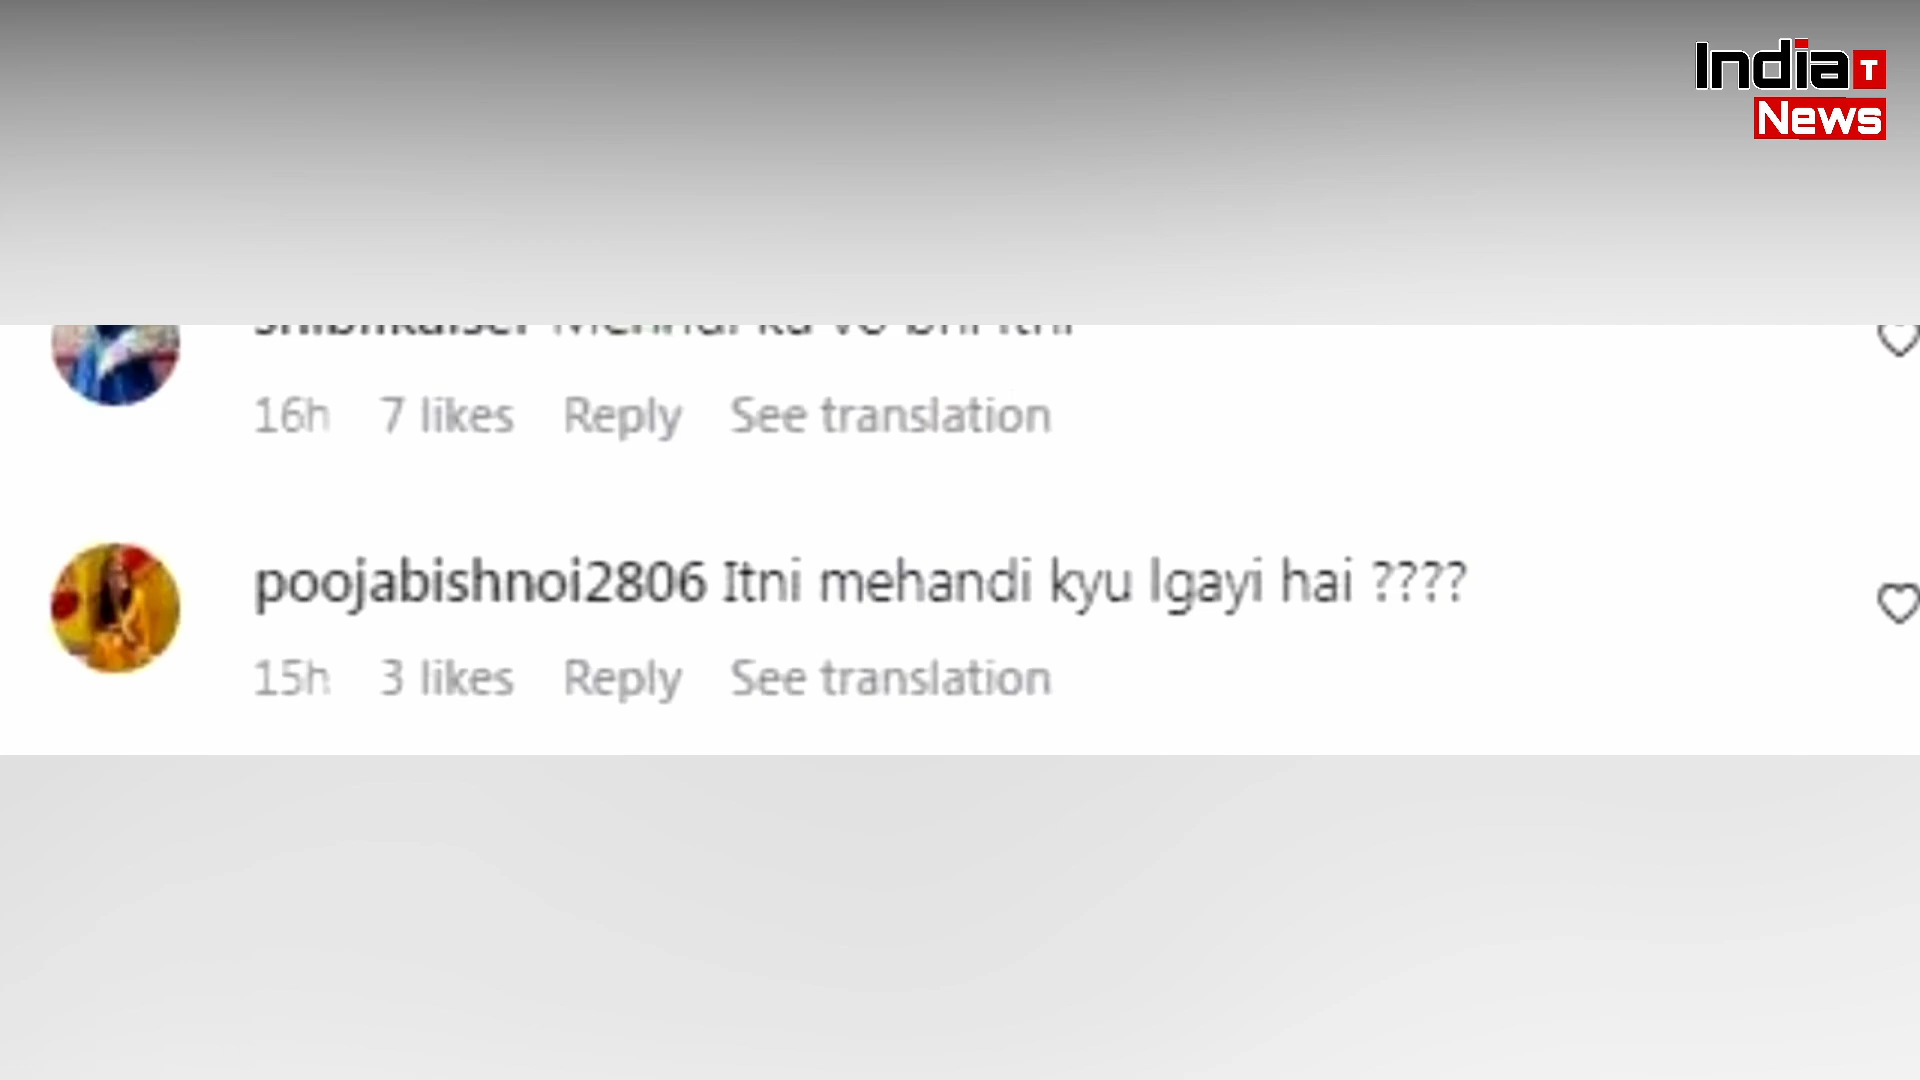 India T
News
16h 7 likes Reply See translation
poojabishnoi2806 Itni mehandi kyu lgayi hai ????
15h 3 likes Reply See translation